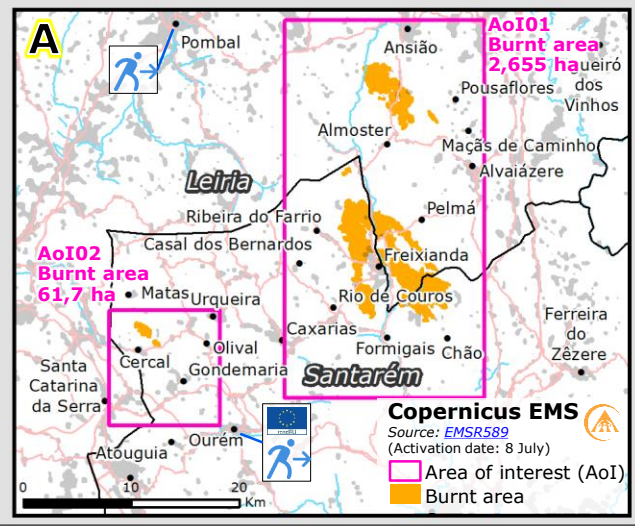 A
Pombal
Ansião
AoI01
Burnt area
2,655 ha
gueiró
dos
Vinhos
Pousaflores
Almoster
Maçãs de Caminho
Alvaiázere
Leiria
Ribeira do Farrio
Pelmá
Casal dos Bernardos
Freixianda
AoI02
Burnt area
61,7 ha
Matas
Urqueira
Rio de Couros
Ferreira
do
Zêzere
Caxarias
Olival
Cercal
Gondemaria
Formigais
Chão
Santa
Catarina
da Serra
Santarém
Copernicus EMS
Source: EMSR589
(Activation date: 8 July)
Area of interest (AoI)
Burnt area
Ourém
Atouguia
0 10 20
Km